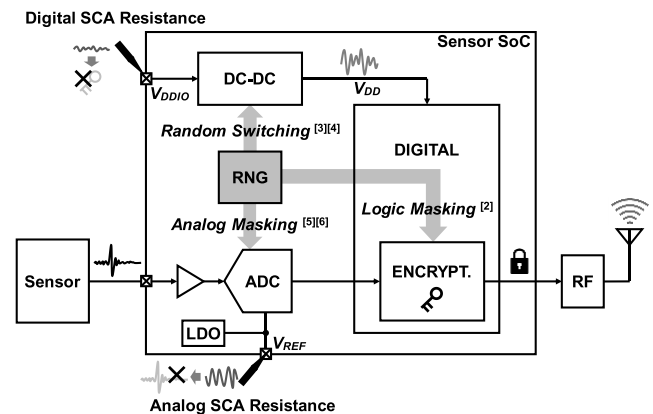 Digital SCA Resistance
Sensor SoC
DC-DC
VDDIO
VDD
Random Switching [3][4]
DIGITAL
RNG
Logic Masking [2]
Analog Masking [5][6]
Sensor
ADC
ENCRYPT.
RF
LDO
VREF
Analog SCA Resistance